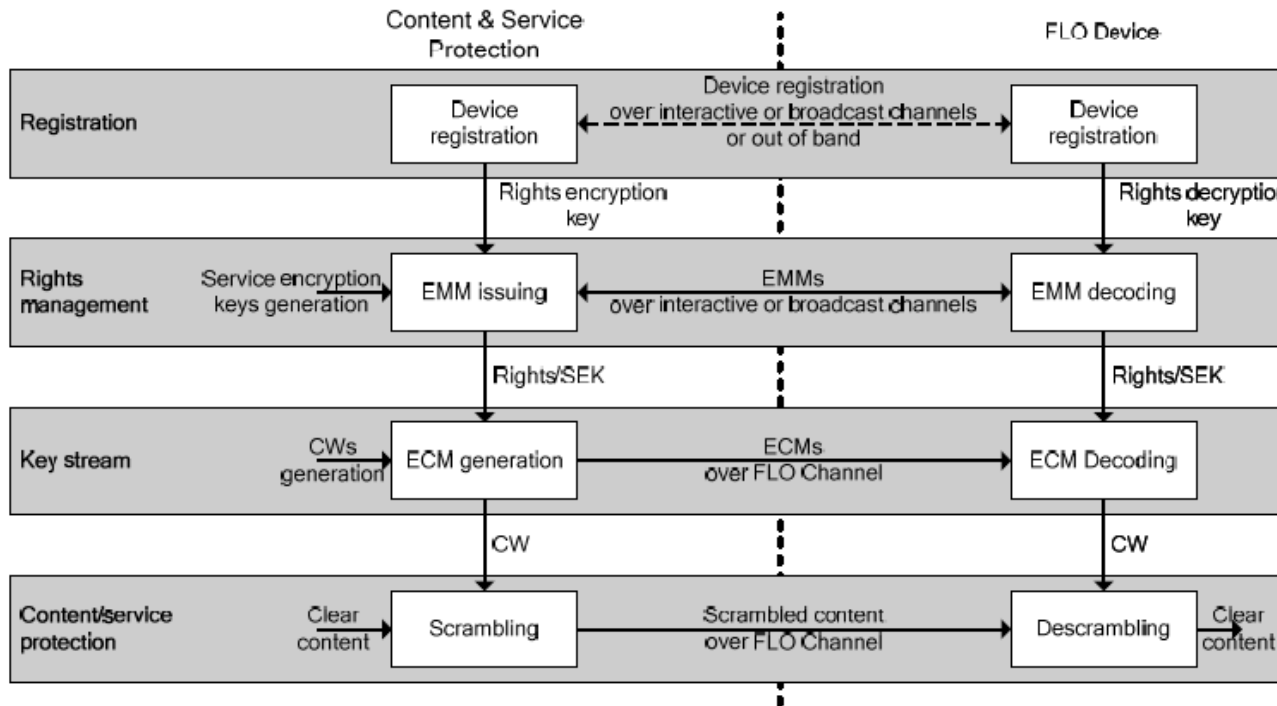 Content & Service
Protection
FLO Device
Registration
Device
registration
Device registration
over interactive or broadcast channels
or out of band
Device
registration
Rights encryption
key
Rights decryptio
key
Rights
management
Service encryption
keys generation
EMM issuing
EMMs
over interactive or broadcast channels
EMM decoding
Rights/SEK
Rights/SEK
Key stream
CWs
generation
ECM generation
ECMs
over FLO Channel
ECM Decoding
CW
CW
Content/service
protection
Clear
content
Scrambling
Scrambled content
over FLO Channel
Descrambling
Clear
content